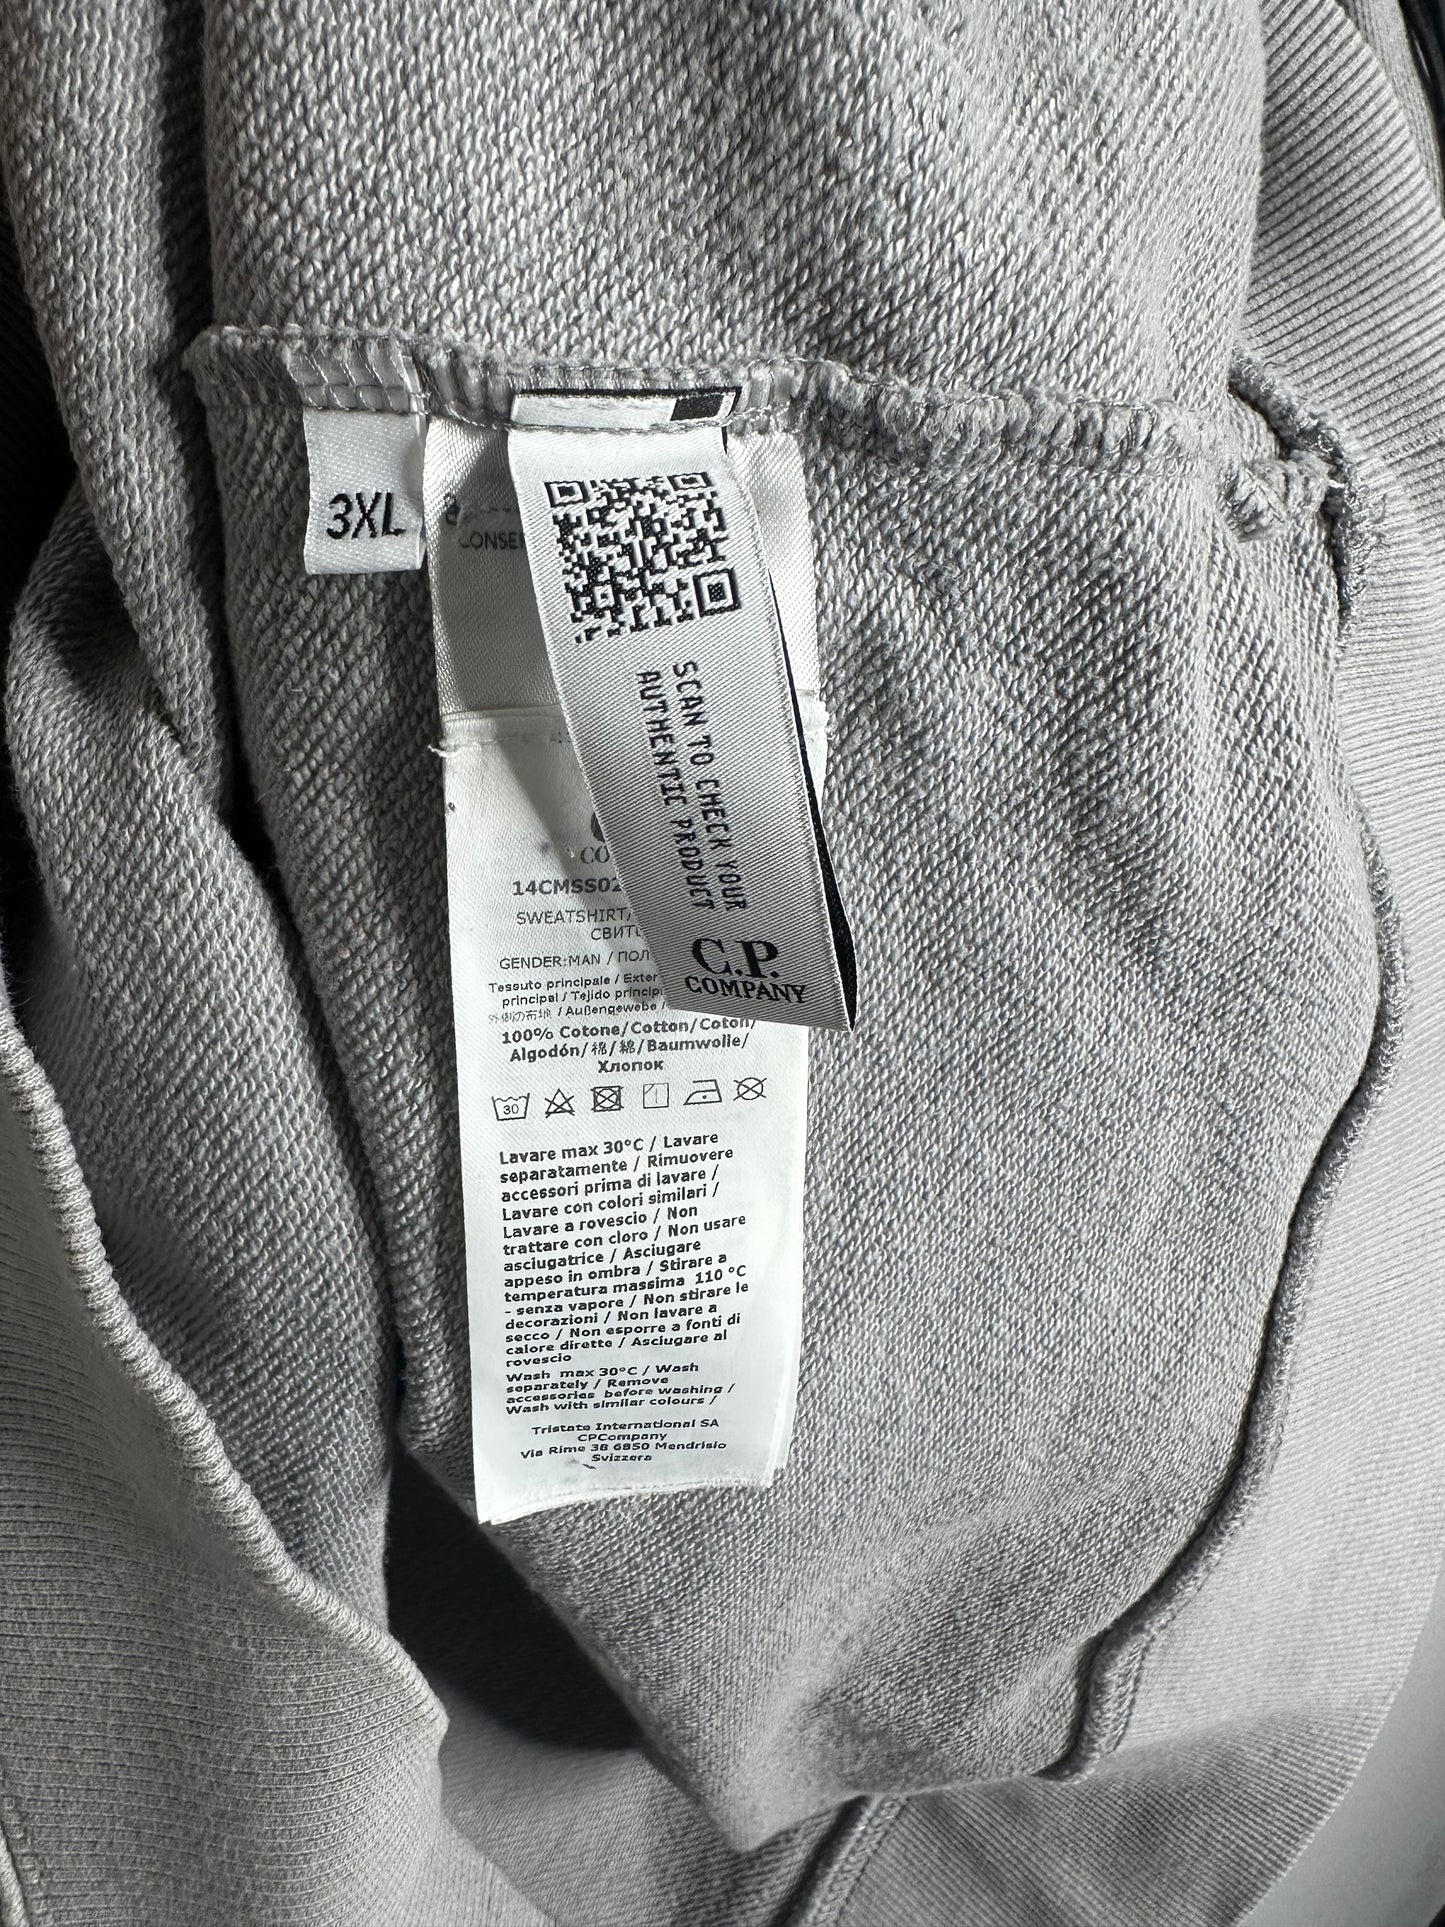 3XL
SCAN TO CHECK YOUR
AUTHENTIC PRODUCT
C.P.
COMPANY
14CMSS02
SWEATSHIRT/
GENDER:MAN / ПОЛ
Tessuto principale / Exter
principal / Tejido principal
/ Außengewebe /
100% Cotone/Cotton/Coton/
Algodón/棉/綿/Baumwolle/
Хлопок
30
Lavare max 30°C / Lavare
separatamente / Rimuovere
accessori prima di lavare /
Lavare con colori similari /
Lavare a rovescio / Non
trattare con cloro / Non usare
asciugatrice / Asciugare
appeso in ombra / Stirare a
temperatura massima 110 °C
- senza vapore / Non stirare le
decorazioni / Non lavare a
secco / Non esporre a fonti di
calore dirette / Asciugare al
rovescio
Wash max 30°C / Wash
separately / Remove
accessories before washing /
Wash with similar colours /
Tristate International SA
CPCompany
Via Rime 38 6850 Mendrisio
Svizzera